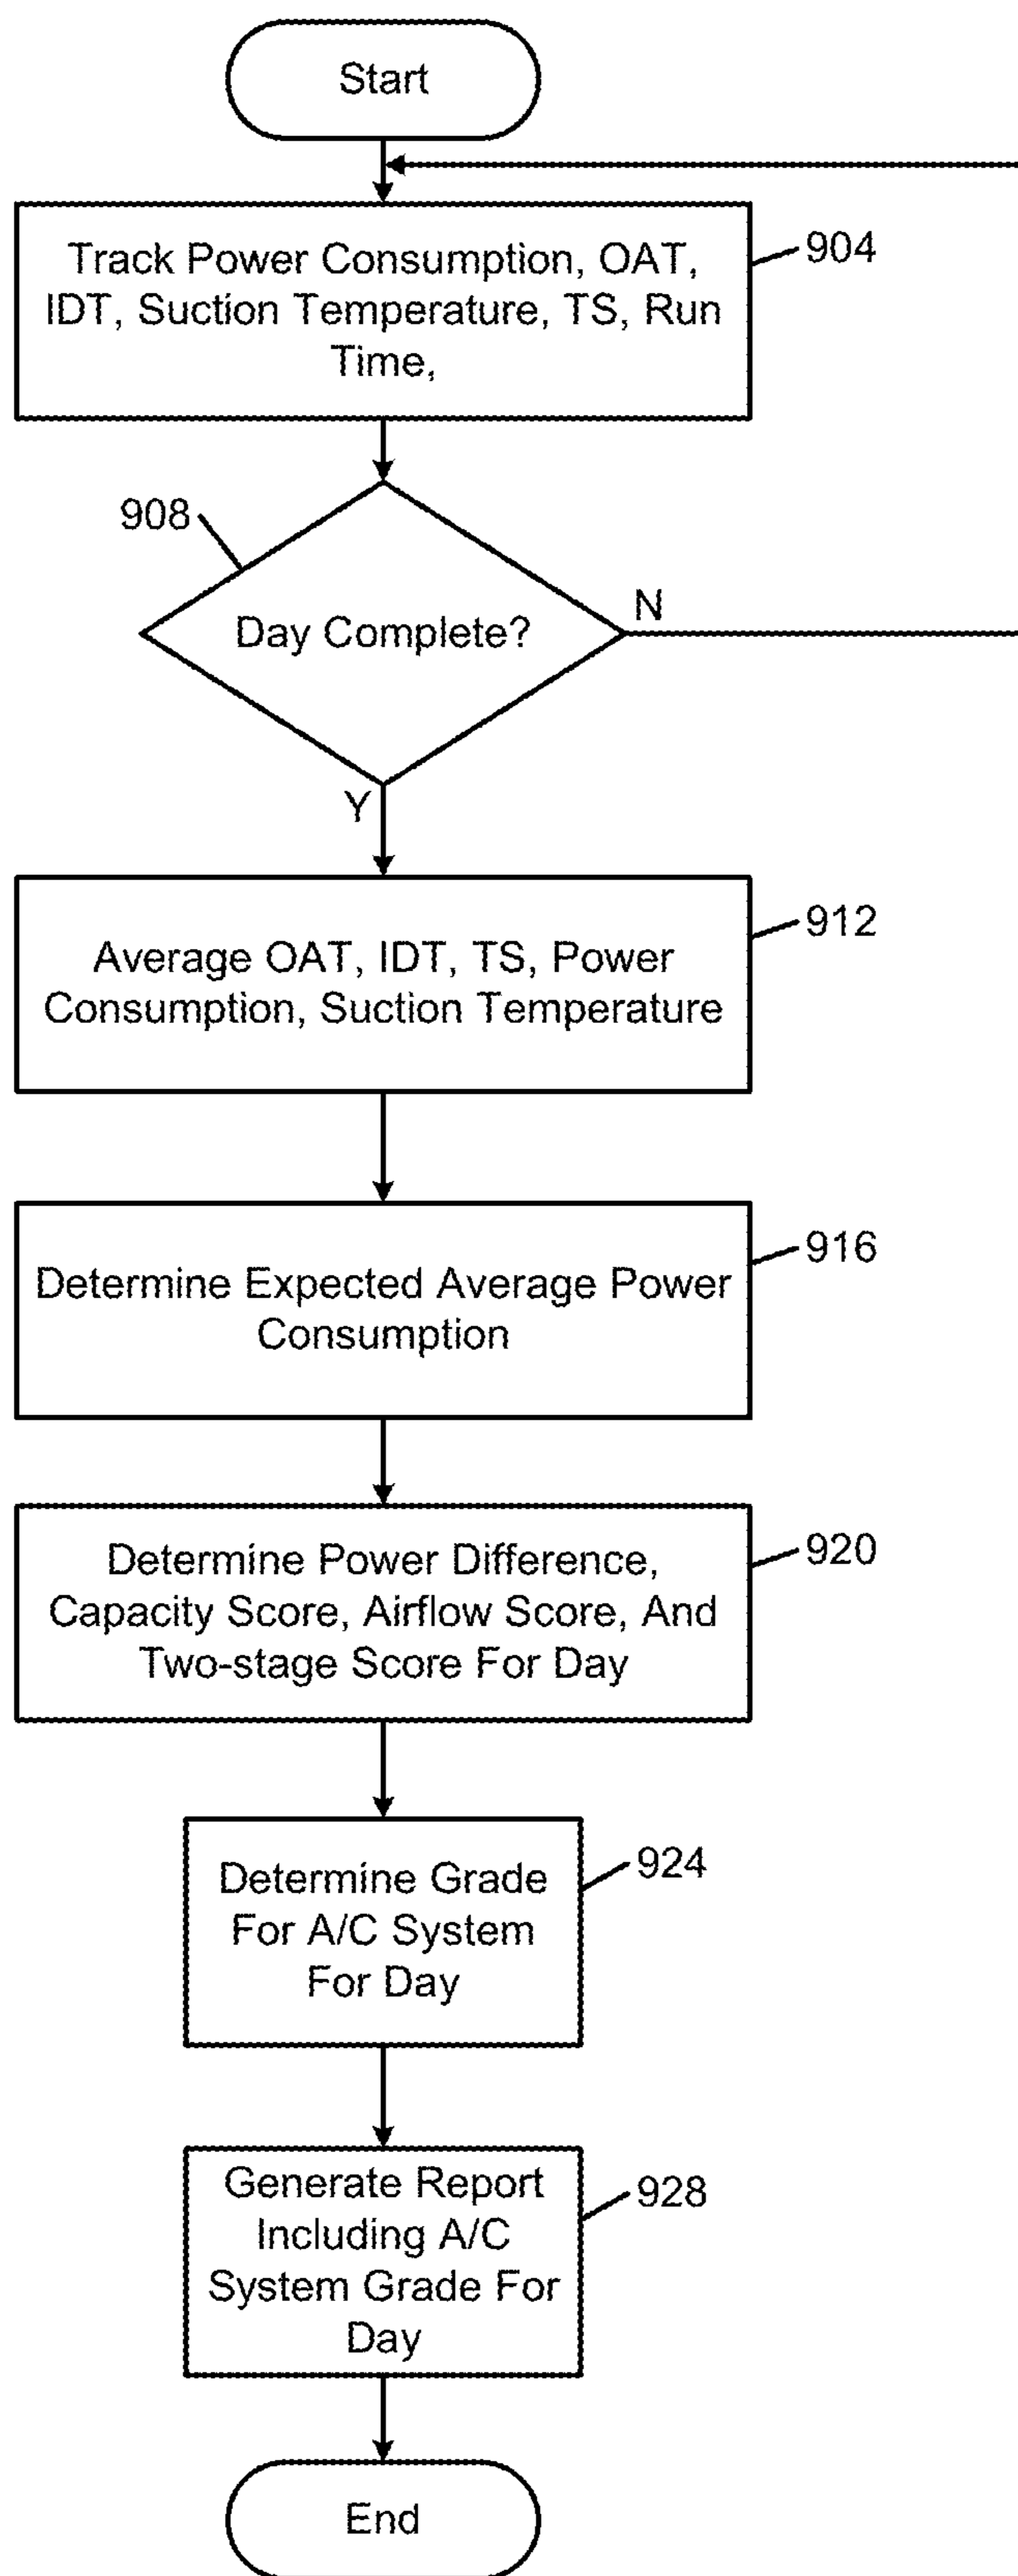 Start
Track Power Consumption, OAT,
IDT, Suction Temperature, TS, Run
Time,
904
908
Day Complete?
N
Y
Average OAT, IDT, TS, Power
Consumption, Suction Temperature
912
Determine Expected Average Power
Consumption
916
Determine Power Difference,
Capacity Score, Airflow Score, And
Two-stage Score For Day
920
Determine Grade
For A/C System
For Day
924
Generate Report
Including A/C
System Grade For
Day
928
End